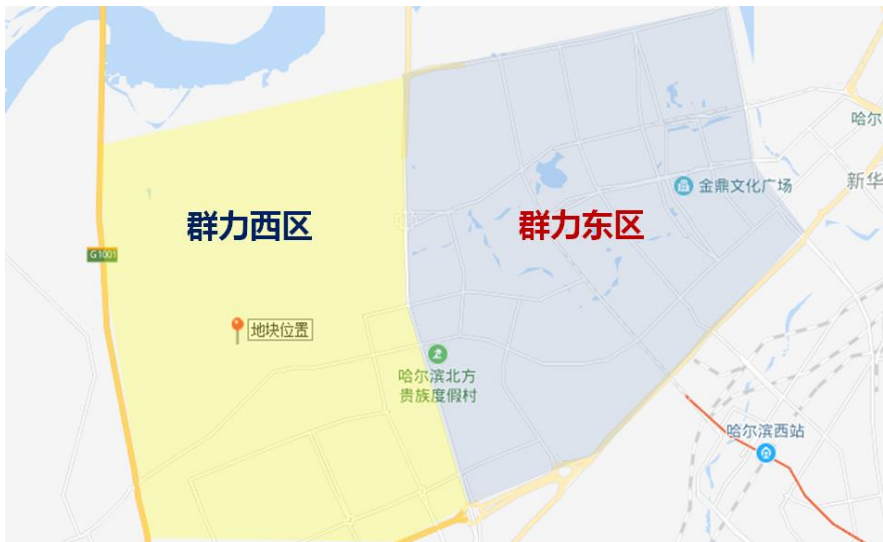 哈尔
金鼎文化广场
新华
群力西区
群力东区
G1001
地块位置
哈尔滨北方
贵族度假村
哈尔滨西站